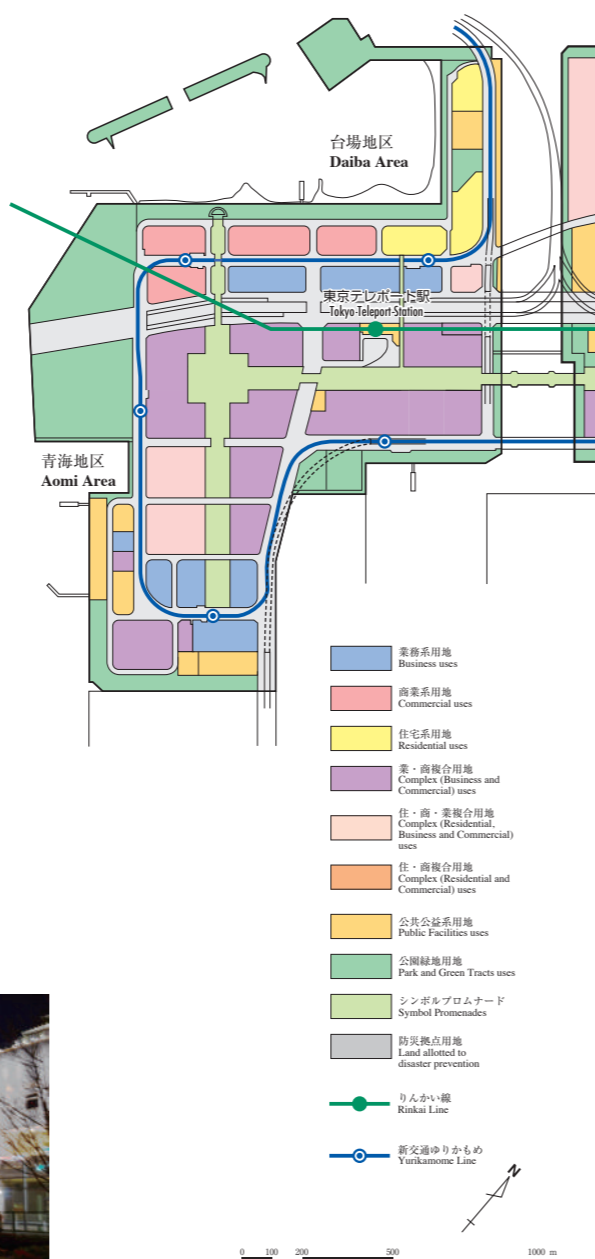 台場地区
Daiba Area
東京テレポート駅
Tokyo Teleport Station
青海地区
Aomi Area
業務系用地
Business uses
商業系用地
Commercial uses
住宅系用地
Residential uses
業・商複合用地
Complex (Business and
Commercial) uses
住・商・業複合用地
Complex (Residential,
Business and Commercial)
uses
住・商複合用地
Complex (Residential and
Commercial) uses
公共公益系用地
Public Facilities uses
公園緑地用地
Park and Green Tracts uses
シンボルプロムナード
Symbol Promenades
防災拠点用地
Land allotted to
disaster prevention
りんかい線
Rinkai Line
新交通ゆりかもめ
Yurikamome Line
N
0 100 200 500 1000 m